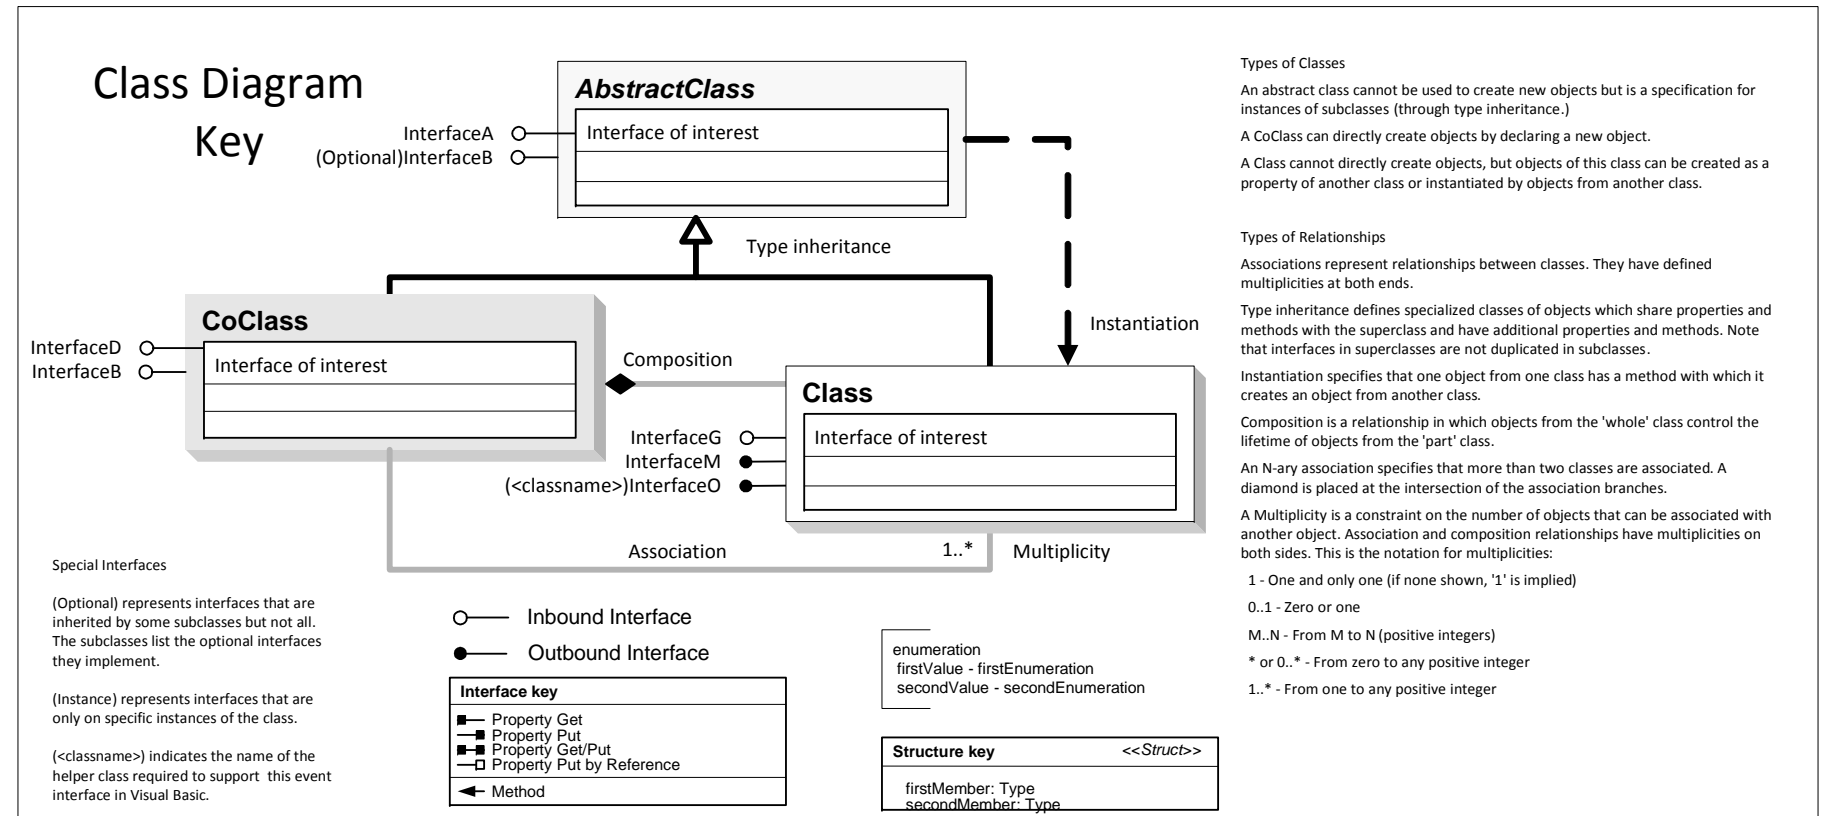 Class Diagram
Key
AbstractClass
Interface of interest
InterfaceA
(Optional)InterfaceB
Type inheritance
CoClass
Interface of interest
InterfaceD
InterfaceB
Composition
Instantiation
Class
Interface of interest
InterfaceG
InterfaceM
(<classname>)InterfaceO
Association
1..*
Multiplicity
Special Interfaces
(Optional) represents interfaces that are
inherited by some subclasses but not all.
The subclasses list the optional interfaces
they implement.
(Instance) represents interfaces that are
only on specific instances of the class.
(<classname>) indicates the name of the
helper class required to support this event
interface in Visual Basic.
Inbound Interface
Outbound Interface
Interface key
Property Get
Property Put
Property Get/Put
Property Put by Reference
Method
enumeration
firstValue - firstEnumeration
secondValue - secondEnumeration
Structure key <<Struct>>
firstMember: Type
secondMember: Type
Types of Classes
An abstract class cannot be used to create new objects but is a specification for
instances of subclasses (through type inheritance.)
A CoClass can directly create objects by declaring a new object.
A Class cannot directly create objects, but objects of this class can be created as a
property of another class or instantiated by objects from another class.
Types of Relationships
Associations represent relationships between classes. They have defined
multiplicities at both ends.
Type inheritance defines specialized classes of objects which share properties and
methods with the superclass and have additional properties and methods. Note
that interfaces in superclasses are not duplicated in subclasses.
Instantiation specifies that one object from one class has a method with which it
creates an object from another class.
Composition is a relationship in which objects from the 'whole' class control the
lifetime of objects from the 'part' class.
An N-ary association specifies that more than two classes are associated. A
diamond is placed at the intersection of the association branches.
A Multiplicity is a constraint on the number of objects that can be associated with
another object. Association and composition relationships have multiplicities on
both sides. This is the notation for multiplicities:
1 - One and only one (if none shown, '1' is implied)
0..1 - Zero or one
M..N - From M to N (positive integers)
* or 0..* - From zero to any positive integer
1..* - From one to any positive integer